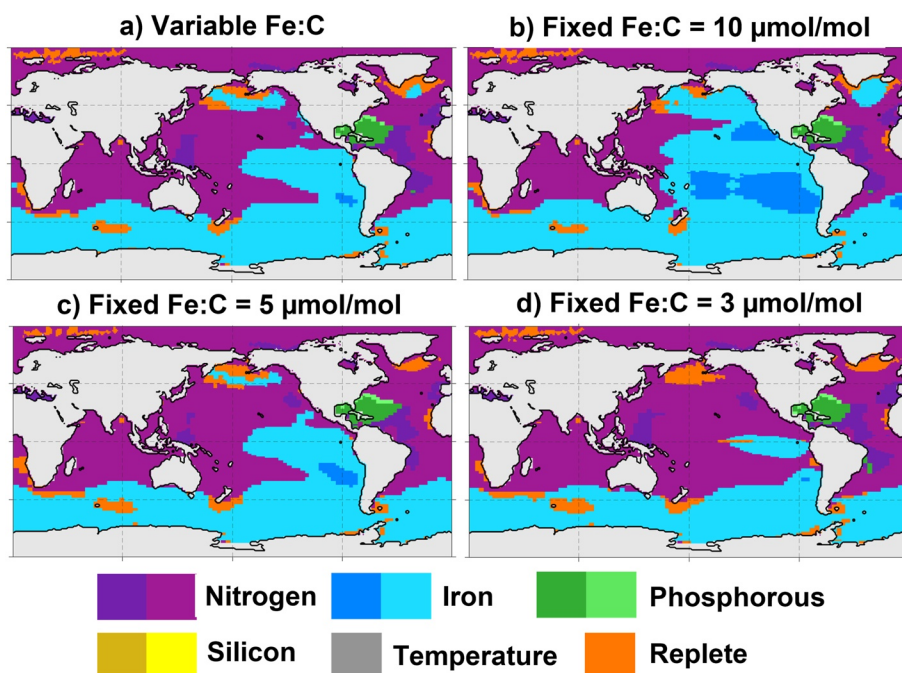 a) Variable Fe:C
b) Fixed Fe:C = 10 µmol/mol
c) Fixed Fe:C = 5 µmol/mol
d) Fixed Fe:C = 3 µmol/mol
Nitrogen
Iron
Phosphorous
Silicon
Temperature
Replete